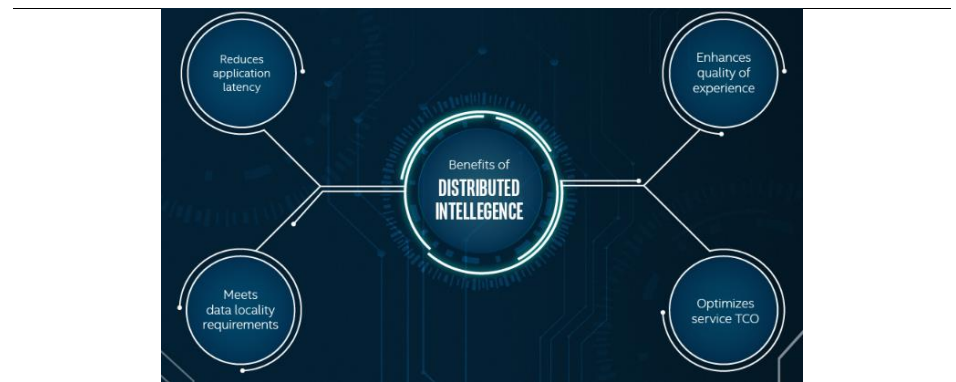 Reduces
application
latency
Enhances
quality of
experience
Benefits of
DISTRIBUTED
INTELLEGENCE
Meets
data locality
requirements
Optimizes
service TCO